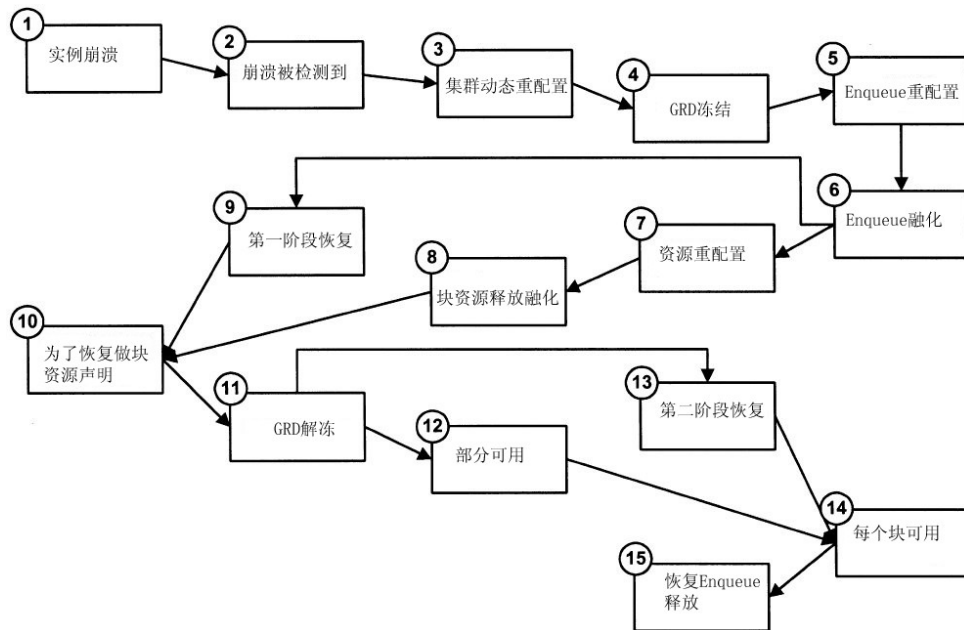 1
实例崩溃
2
崩溃被检测到
3
集群动态重配置
4
GRD冻结
5
Enqueue重配置
6
Enqueue融化
7
资源重配置
8
块资源释放融化
9
第一阶段恢复
10
为了恢复做块
资源声明
11
GRD解冻
12
部分可用
13
第二阶段恢复
14
每个块可用
15
恢复Enqueue
释放